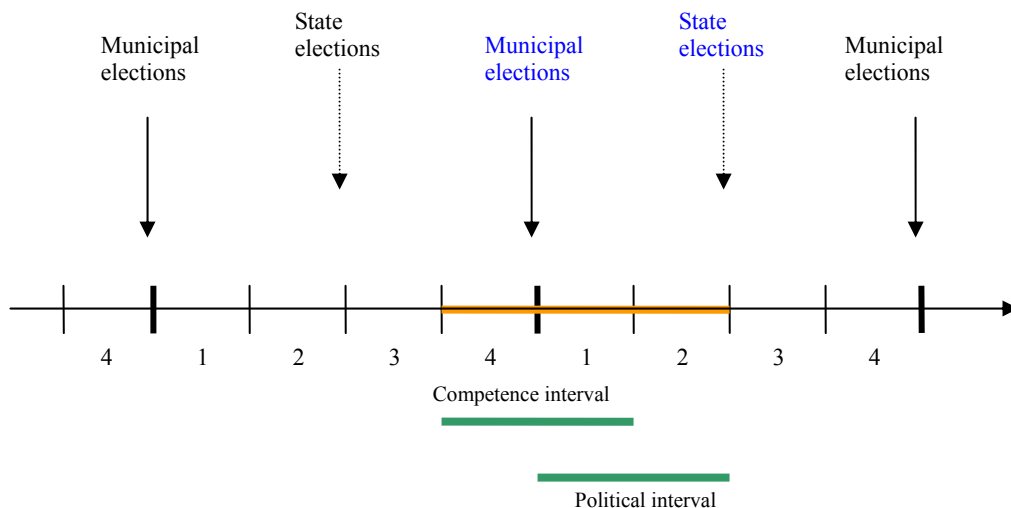 Municipal
elections
State
elections
Municipal
elections
State
elections
Municipal
elections
4 1 2 3 4 1 2 3 4
Competence interval
Political interval